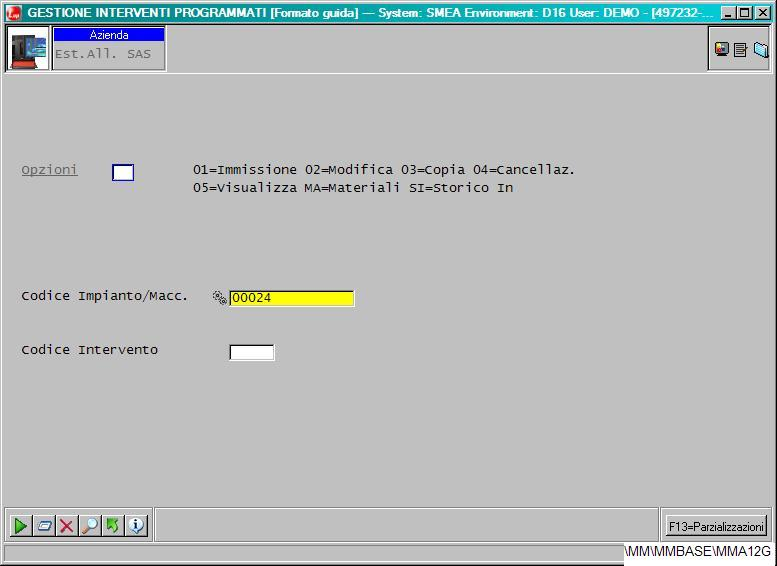 GESTIONE INTERVENTI PROGRAMMATI [Formato guida] — System: SMEA Environment: D16 User: DEMO - [497232-...
Azienda
Est.All. SAS
Opzioni
01=Immissione 02=Modifica 03=Copia 04=Cancellaz.
05=Visualizza MA=Materiali SI=Storico In
Codice Impianto/Macc. 00024
Codice Intervento
F13=Parzializzazioni
\MM\MMBASE\MMA12G